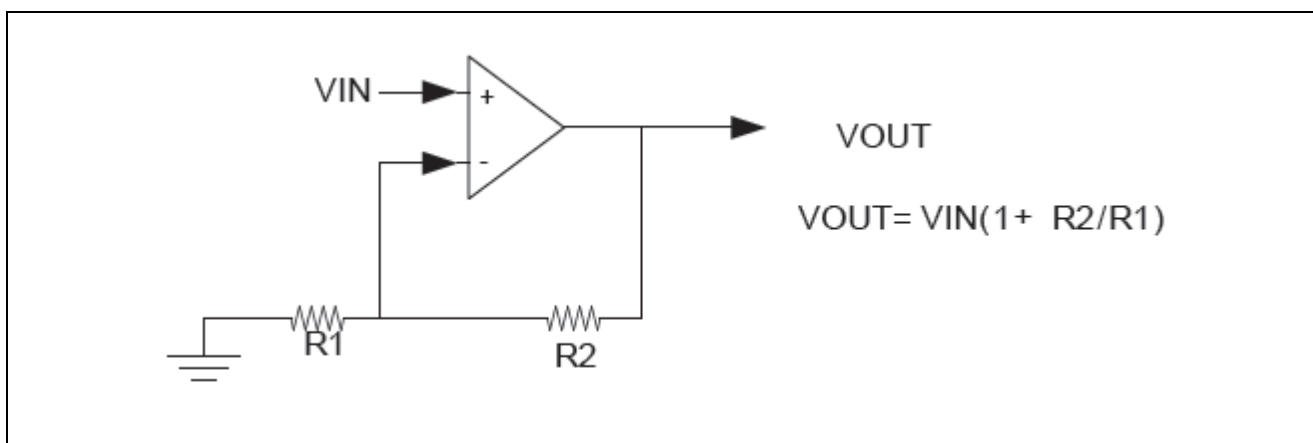 VIN
+
-
VOUT
VOUT= VIN(1+ R2/R1)
R1
R2